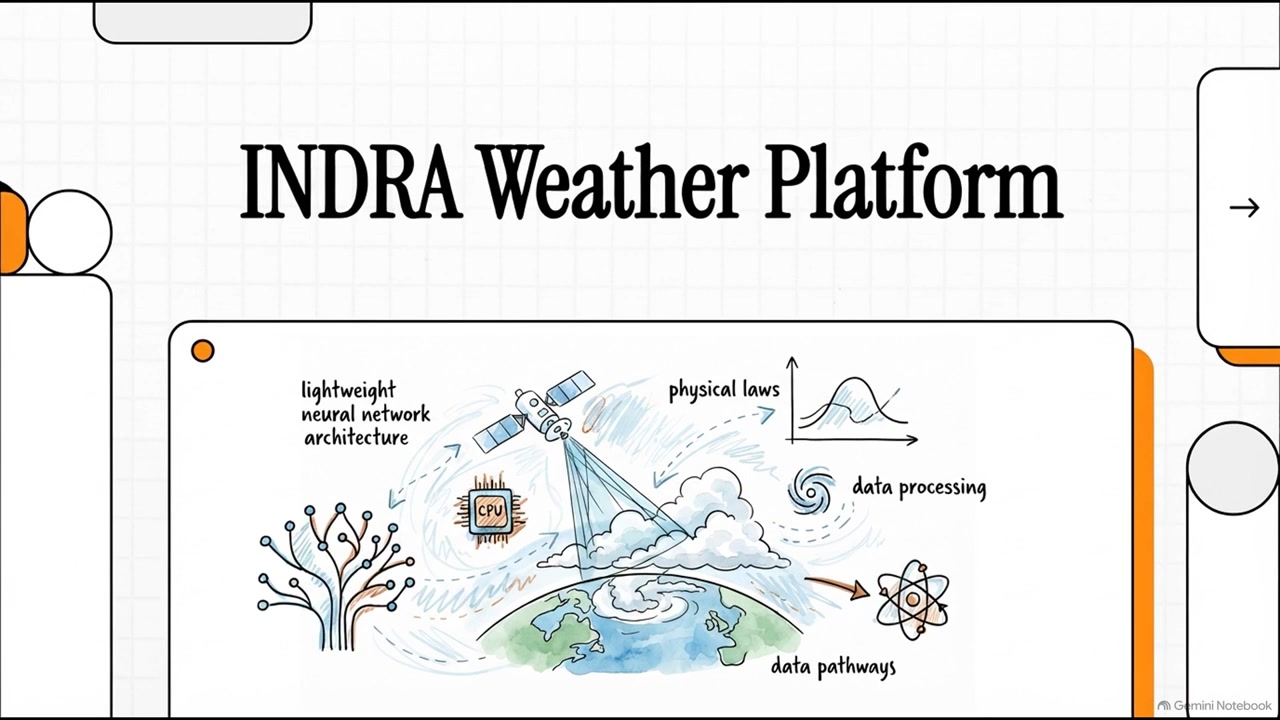 INDRA Weather Platform
lightweight
neural network
architecture
physical laws
CPU
data processing
data pathways
Gemini Notebook